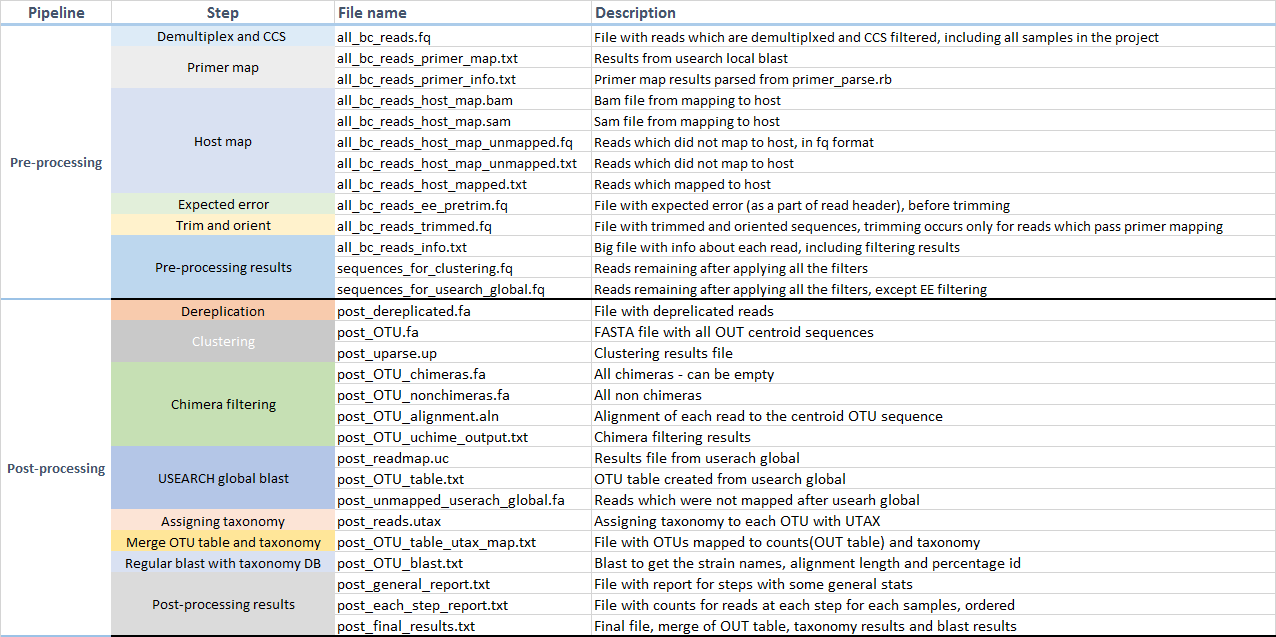 Pipeline Step File name Description
Pre-processing
Demultiplex and CCS all_bc_reads.fq File with reads which are demultiplxed and CCS filtered, including all samples in the project
Primer map all_bc_reads_primer_map.txt Results from usearch local blast
all_bc_reads_primer_info.txt Primer map results parsed from primer_parse.rb
Host map all_bc_reads_host_map.bam Bam file from mapping to host
all_bc_reads_host_map.sam Sam file from mapping to host
all_bc_reads_host_map_unmapped.fq Reads which did not map to host, in fq format
all_bc_reads_host_map_unmapped.txt Reads which did not map to host
all_bc_reads_host_mapped.txt Reads which mapped to host
Expected error all_bc_reads_ee_pretrim.fq File with expected error (as a part of read header), before trimming
Trim and orient all_bc_reads_trimmed.fq File with trimmed and oriented sequences, trimming occurs only for reads which pass primer mapping
Pre-processing results all_bc_reads_info.txt Big file with info about each read, including filtering results
sequences_for_clustering.fq Reads remaining after applying all the filters
sequences_for_usearch_global.fq Reads remaining after applying all the filters, except EE filtering
Post-processing
Dereplication post_dereplicated.fa File with deprelicated reads
Clustering post_OTU.fa FASTA file with all OUT centroid sequences
post_uparse.up Clustering results file
Chimera filtering post_OTU_chimeras.fa All chimeras - can be empty
post_OTU_nonchimeras.fa All non chimeras
post_OTU_alignment.aln Alignment of each read to the centroid OTU sequence
post_OTU_uchime_output.txt Chimera filtering results
USEARCH global blast post_readmap.uc Results file from userach global
post_OTU_table.txt OTU table created from usearch global
post_unmapped_userach_global.fa Reads which were not mapped after usearh global
Assigning taxonomy post_reads.utax Assigning taxonomy to each OTU with UTAX
Merge OTU table and taxonomy post_OTU_table_utax_map.txt File with OTUs mapped to counts(OUT table) and taxonomy
Regular blast with taxonomy DB post_OTU_blast.txt Blast to get the strain names, alignment length and percentage id
Post-processing results post_general_report.txt File with report for steps with some general stats
post_each_step_report.txt File with counts for reads at each step for each samples, ordered
post_final_results.txt Final file, merge of OUT table, taxonomy results and blast results